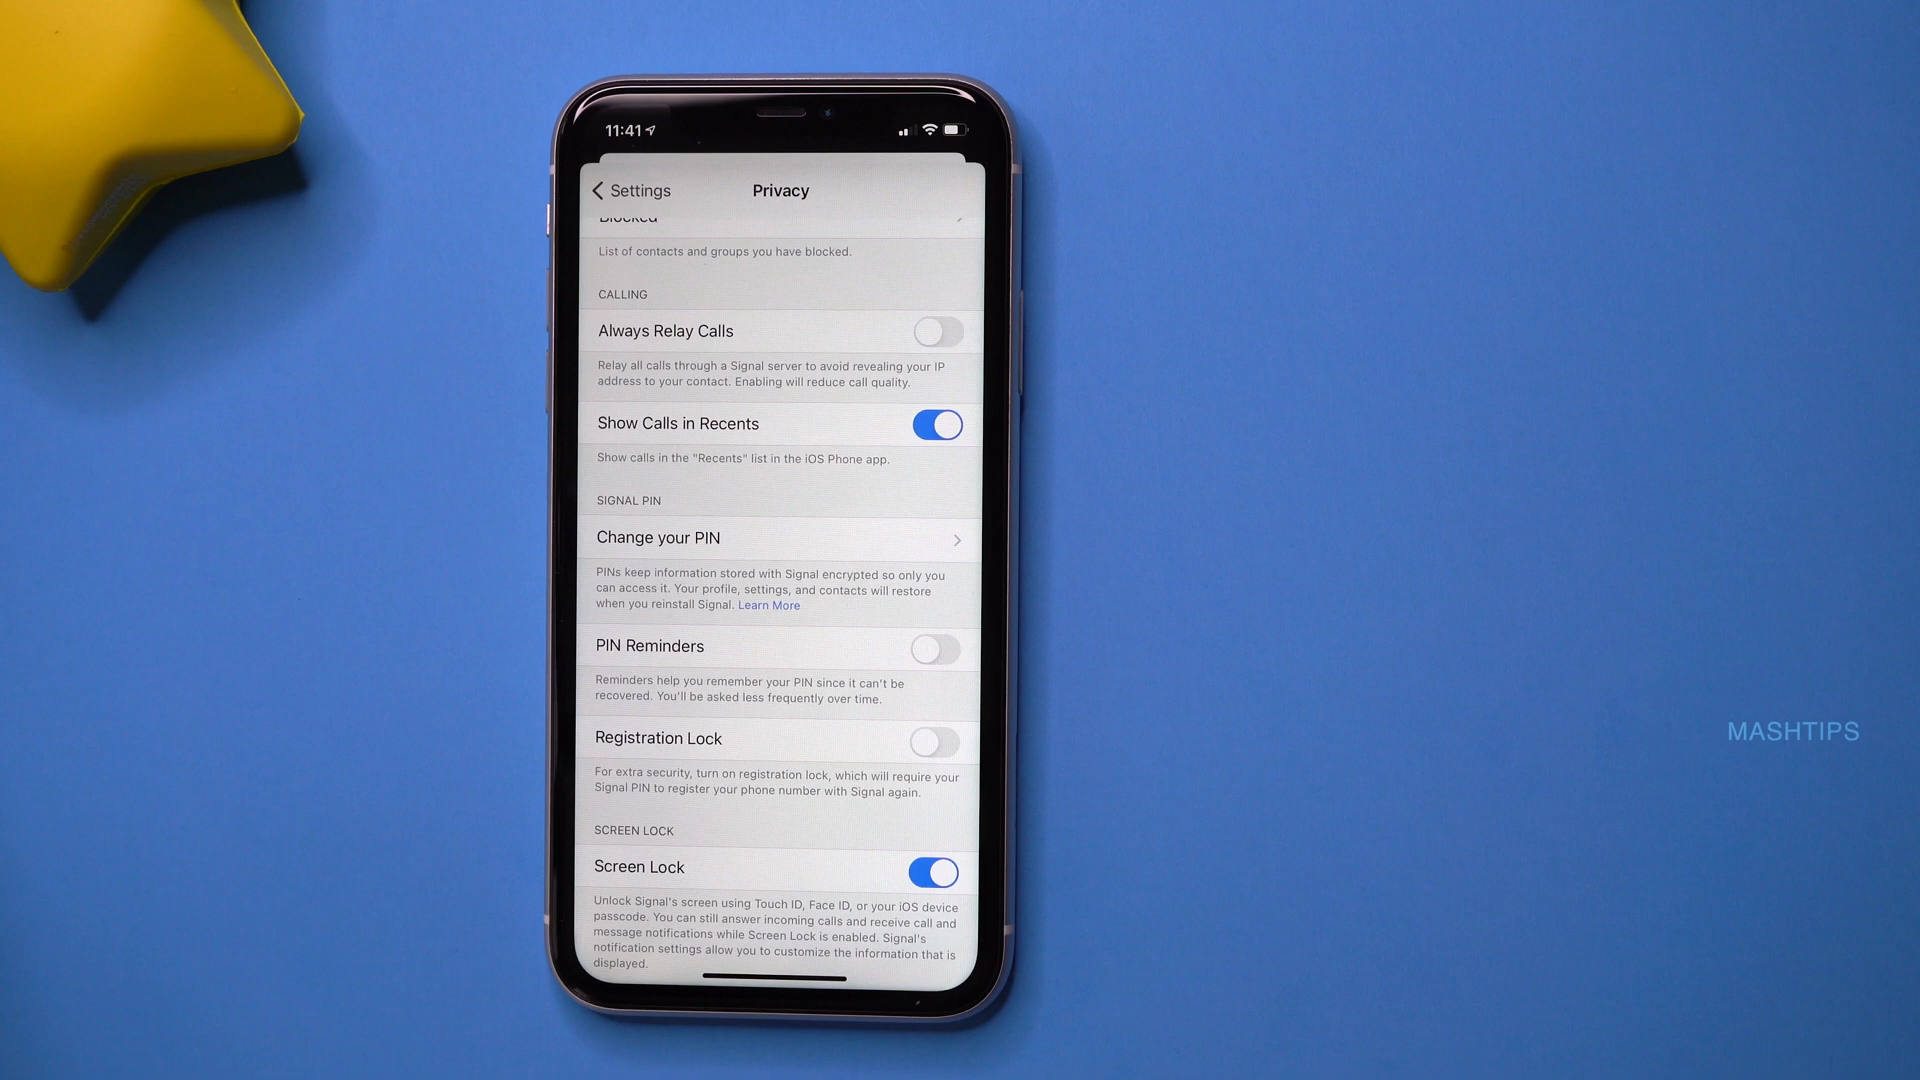 11:41
Settings
Privacy
Blocked
List of contacts and groups you have blocked.
CALLING
Always Relay Calls
Relay all calls through a Signal server to avoid revealing your IP
address to your contact. Enabling will reduce call quality.
Show Calls in Recents
Show calls in the "Recents" list in the iOS Phone app.
SIGNAL PIN
Change your PIN
PINs keep information stored with Signal encrypted so only you
can access it. Your profile, settings, and contacts will restore
when you reinstall Signal. Learn More
PIN Reminders
Reminders help you remember your PIN since it can't be
recovered. You'll be asked less frequently over time.
Registration Lock
For extra security, turn on registration lock, which will require your
Signal PIN to register your phone number with Signal again.
SCREEN LOCK
Screen Lock
Unlock Signal's screen using Touch ID, Face ID, or your iOS device
passcode. You can still answer incoming calls and receive call and
message notifications while Screen Lock is enabled. Signal's
notification settings allow you to customize the information that is
displayed.
MASHTIPS